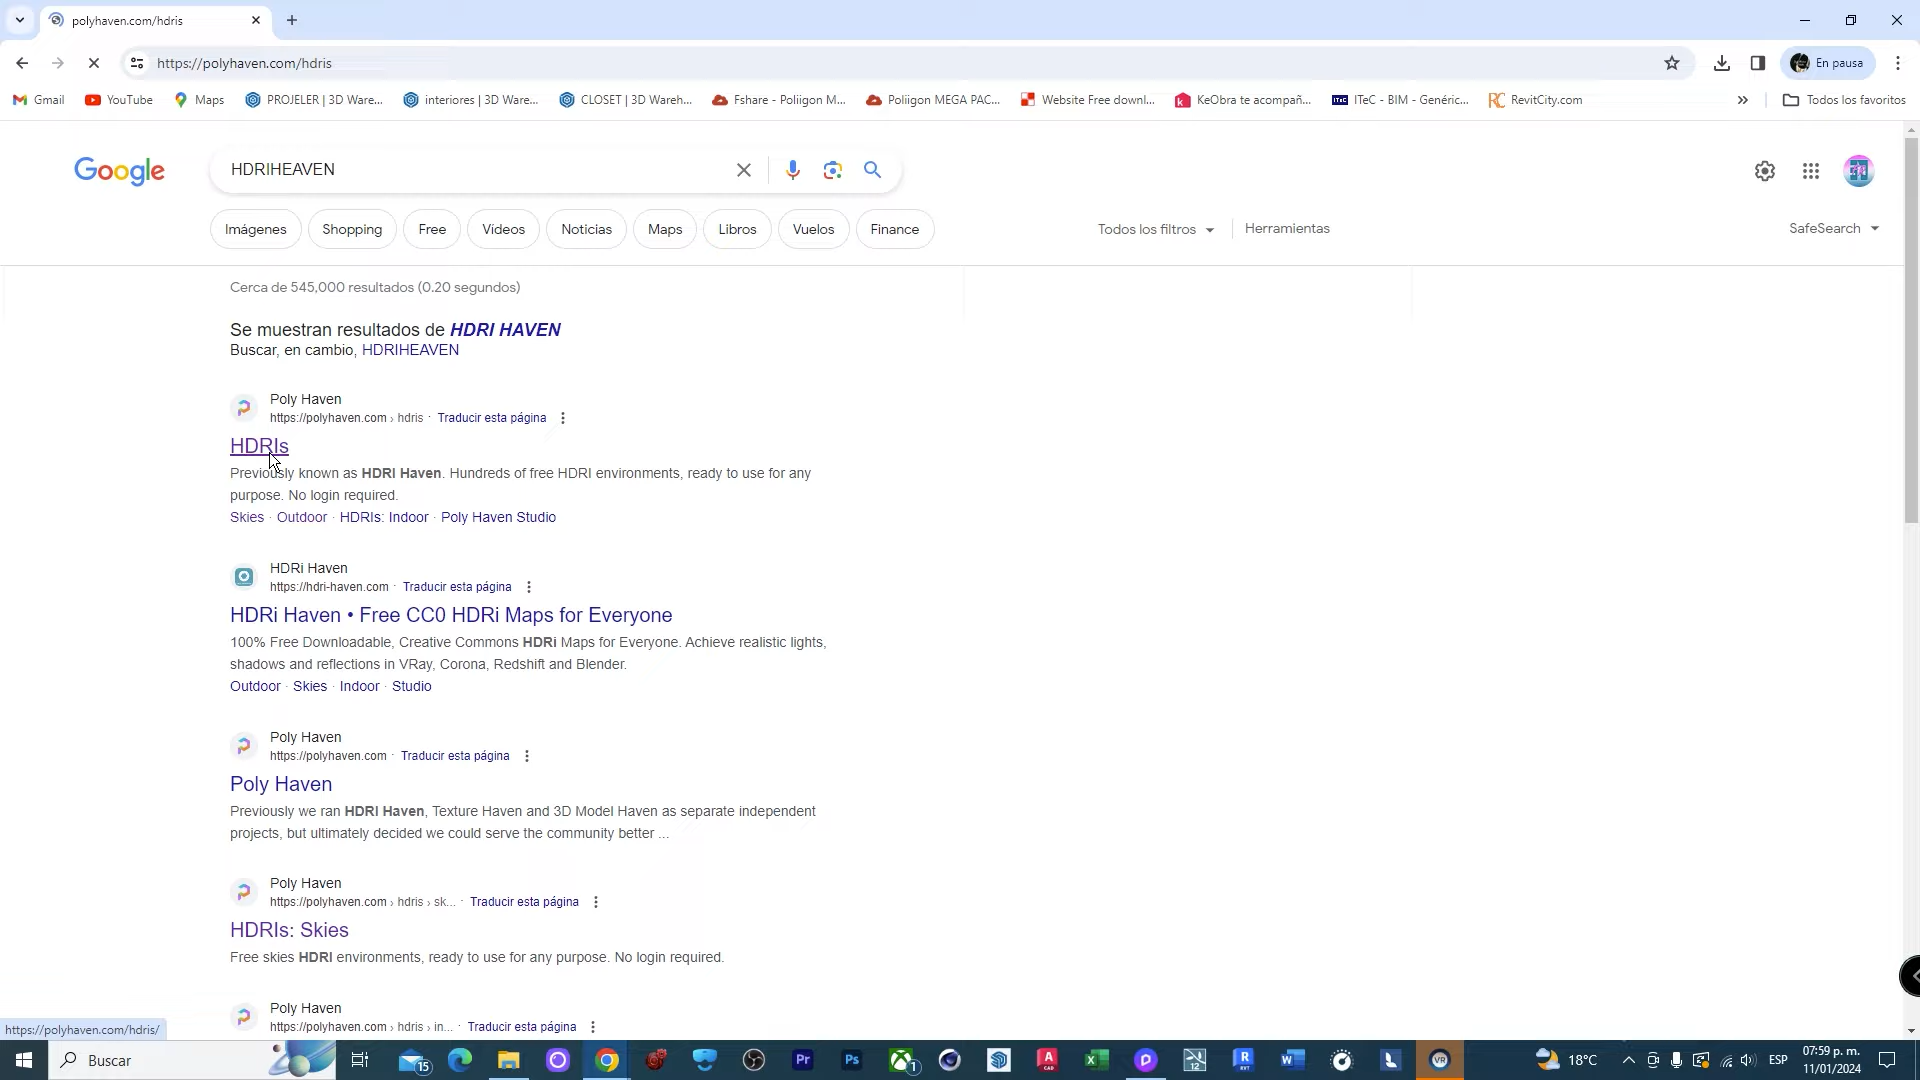 polyhaven.com/hdris
https://polyhaven.com/hdris
En pausa
Gmail YouTube Maps PROJELER | 3D Ware... interiores | 3D Ware... CLOSET | 3D Wareh... Fshare - Poliigon M... Poliigon MEGA PAC... Website Free downl... KeObra te acompañ... ITeC - BIM - Genéric... RevitCity.com » Todos los favoritos
Google HDRIHEAVEN
Imágenes Shopping Free Vídeos Noticias Maps Libros Vuelos Finance Todos los filtros Herramientas SafeSearch
Cerca de 545,000 resultados (0.20 segundos)
Se muestran resultados de HDRI HAVEN
Buscar, en cambio, HDRIHEAVEN
Poly Haven
https://polyhaven.com › hdris · Traducir esta página
HDRIs
Previously known as HDRI Haven. Hundreds of free HDRI environments, ready to use for any
purpose. No login required.
Skies · Outdoor · HDRIs: Indoor · Poly Haven Studio
HDRi Haven
https://hdri-haven.com · Traducir esta página
HDRi Haven • Free CC0 HDRi Maps for Everyone
100% Free Downloadable, Creative Commons HDRi Maps for Everyone. Achieve realistic lights,
shadows and reflections in VRay, Corona, Redshift and Blender.
Outdoor · Skies · Indoor · Studio
Poly Haven
https://polyhaven.com · Traducir esta página
Poly Haven
Previously we ran HDRI Haven, Texture Haven and 3D Model Haven as separate independent
projects, but ultimately decided we could serve the community better ...
Poly Haven
https://polyhaven.com › hdris › sk... · Traducir esta página
HDRIs: Skies
Free skies HDRI environments, ready to use for any purpose. No login required.
Poly Haven
https://polyhaven.com › hdris › in... · Traducir esta página
https://polyhaven.com/hdris/
Buscar 15 18°C ESP 07:59 p. m.
11/01/2024